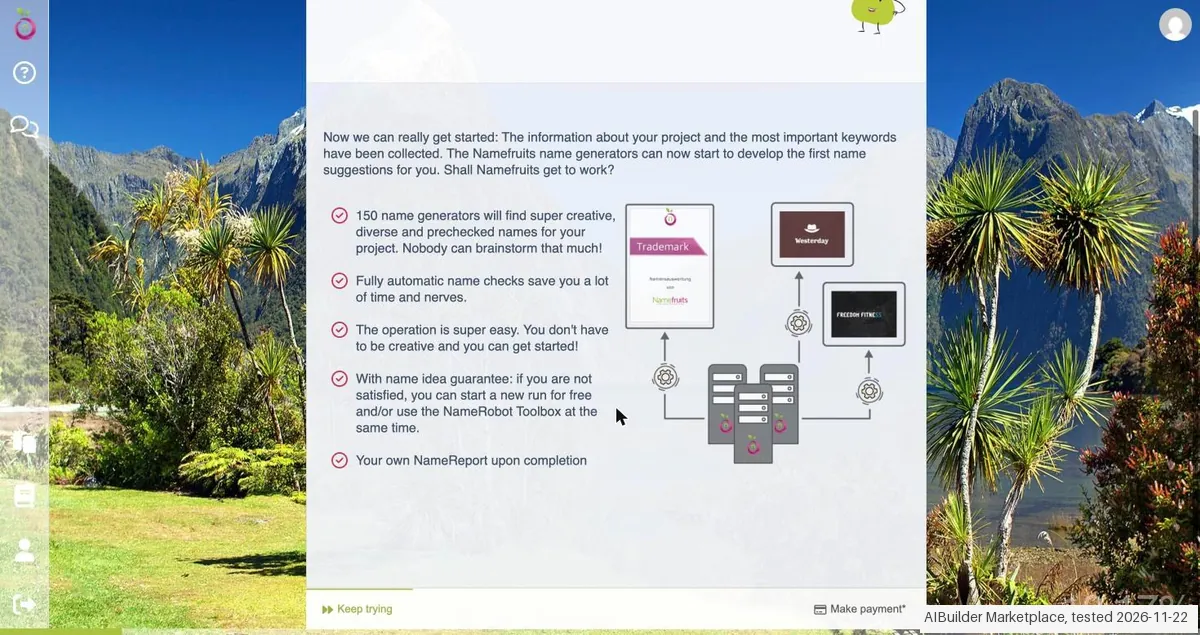 Now we can really get started: The information about your project and the most important keywords
have been collected. The Namefruits name generators can now start to develop the first name
suggestions for you. Shall Namefruits get to work?
150 name generators will find super creative,
diverse and prechecked names for your
project. Nobody can brainstorm that much!
Fully automatic name checks save you a lot
of time and nerves.
The operation is super easy. You don't have
to be creative and you can get started!
With name idea guarantee: if you are not
satisfied, you can start a new run for free
and/or use the NameRobot Toolbox at the
same time.
Your own NameReport upon completion
Trademark
Namefruits
Westerday
FREEDOM FITNESS
Keep trying
Make payment*
AIBuilder Marketplace, tested 2026-11-22